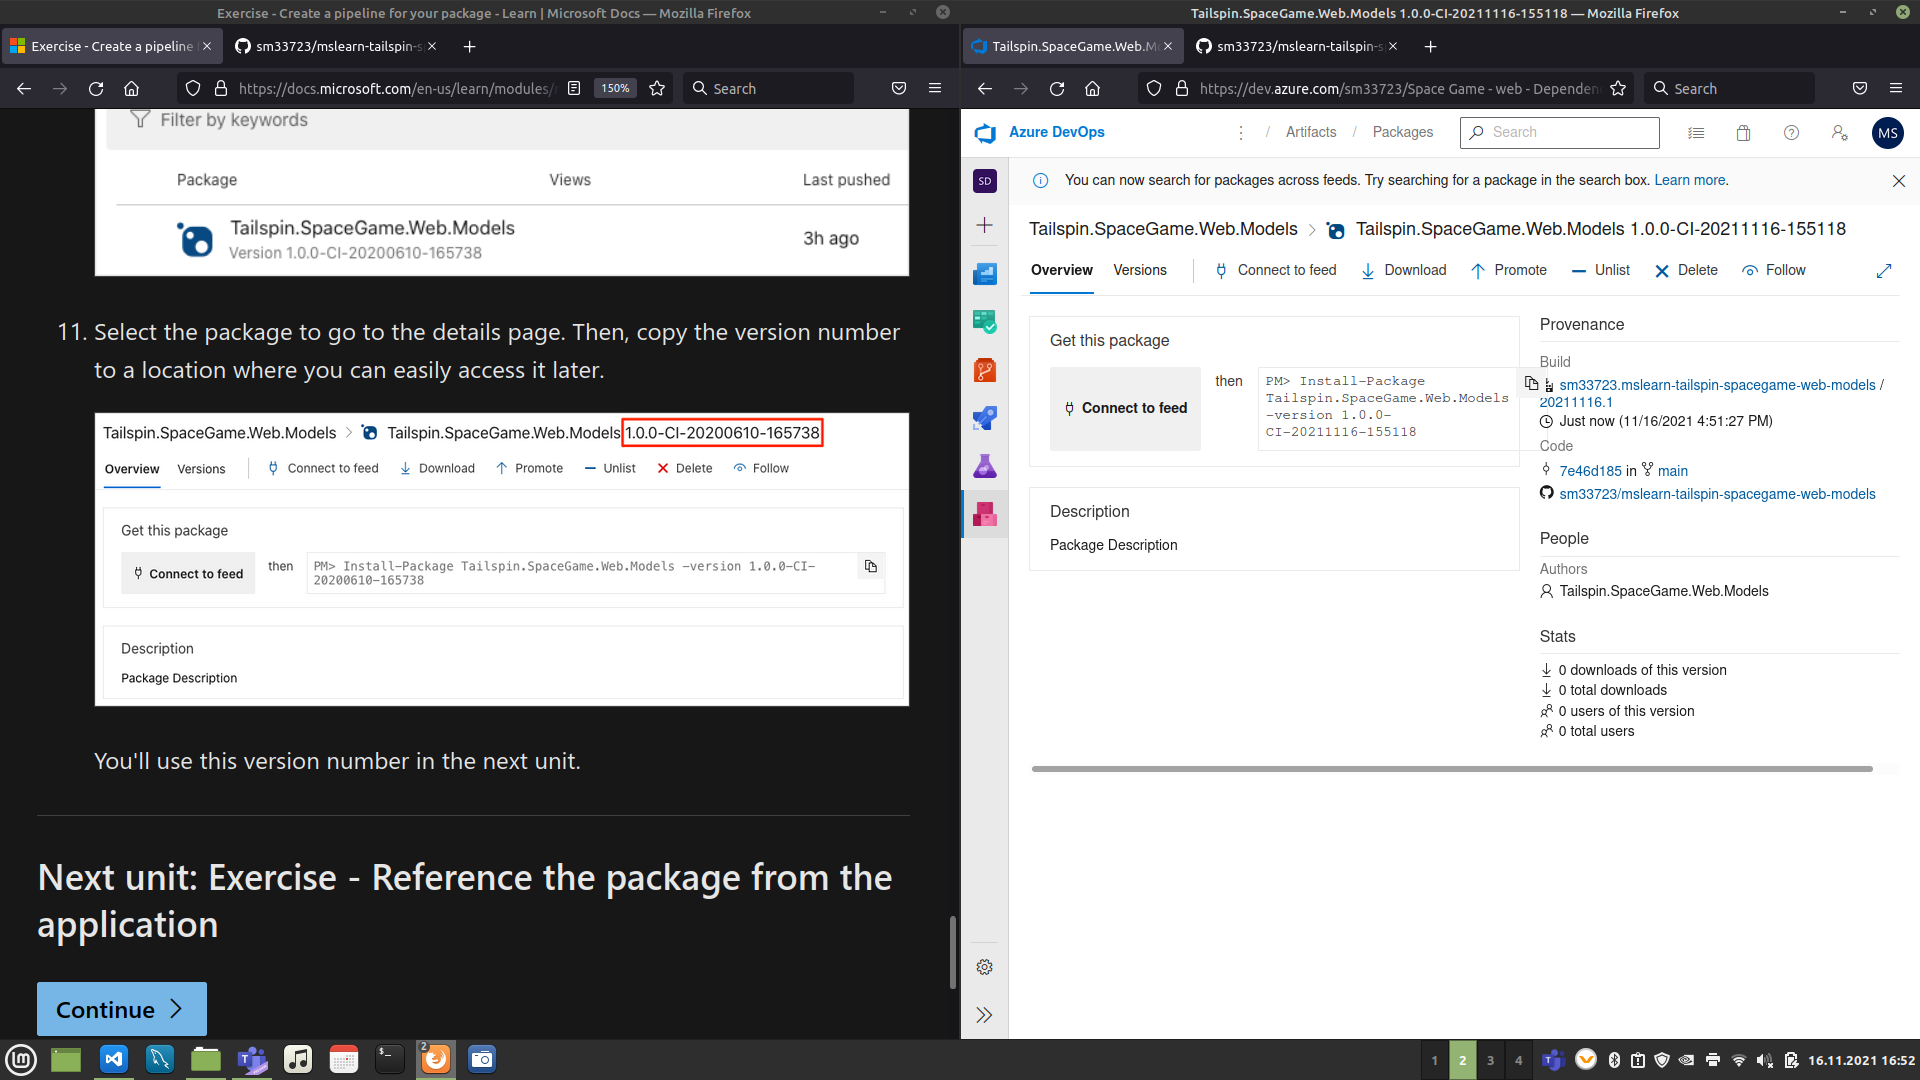 Exercise - Create a pipeline for your package - Learn | Microsoft Docs — Mozilla Firefox
Exercise - Create a pipeline
sm33723/mslearn-tailspin-s
https://docs.microsoft.com/en-us/learn/modules/
150%
Search
Filter by keywords
Package Views Last pushed
Tailspin.SpaceGame.Web.Models
Version 1.0.0-CI-20200610-165738
3h ago
11. Select the package to go to the details page. Then, copy the version number
to a location where you can easily access it later.
Tailspin.SpaceGame.Web.Models > Tailspin.SpaceGame.Web.Models 1.0.0-CI-20200610-165738
Overview Versions Connect to feed Download Promote Unlist Delete Follow
Get this package
Connect to feed
then
PM> Install-Package Tailspin.SpaceGame.Web.Models -version 1.0.0-CI-
20200610-165738
Description
Package Description
You'll use this version number in the next unit.
Next unit: Exercise - Reference the package from the
application
Continue
Tailspin.SpaceGame.Web.Models 1.0.0-CI-20211116-155118 — Mozilla Firefox
Tailspin.SpaceGame.Web.Mo
sm33723/mslearn-tailspin-s
https://dev.azure.com/sm33723/Space Game - web - Dependen
Search
Azure DevOps
/ Artifacts / Packages
Search
MS
SD
You can now search for packages across feeds. Try searching for a package in the search box. Learn more.
Tailspin.SpaceGame.Web.Models > Tailspin.SpaceGame.Web.Models 1.0.0-CI-20211116-155118
Overview Versions Connect to feed Download Promote Unlist Delete Follow
Get this package
Connect to feed
then
PM> Install-Package
Tailspin.SpaceGame.Web.Models
-version 1.0.0-
CI-20211116-155118
Description
Package Description
Provenance
Build
sm33723.mslearn-tailspin-spacegame-web-models /
20211116.1
Just now (11/16/2021 4:51:27 PM)
Code
7e46d185 in main
sm33723/mslearn-tailspin-spacegame-web-models
People
Authors
Tailspin.SpaceGame.Web.Models
Stats
0 downloads of this version
0 total downloads
0 users of this version
0 total users
2
1 2 3 4
16.11.2021 16:52